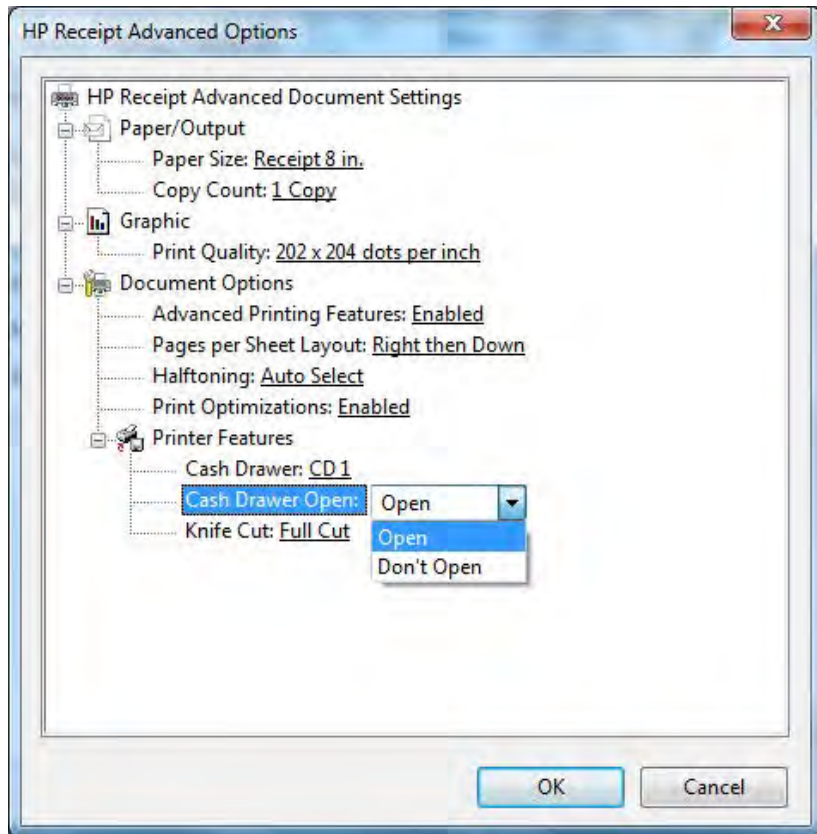 HP Receipt Advanced Options
HP Receipt Advanced Document Settings
Paper/Output
Paper Size: Receipt 8 in.
Copy Count: 1 Copy
Graphic
Print Quality: 202 x 204 dots per inch
Document Options
Advanced Printing Features: Enabled
Pages per Sheet Layout: Right then Down
Halftoning: Auto Select
Print Optimizations: Enabled
Printer Features
Cash Drawer: CD 1
Cash Drawer Open: Open
Knife Cut: Full Cut
Open
Don't Open
OK
Cancel